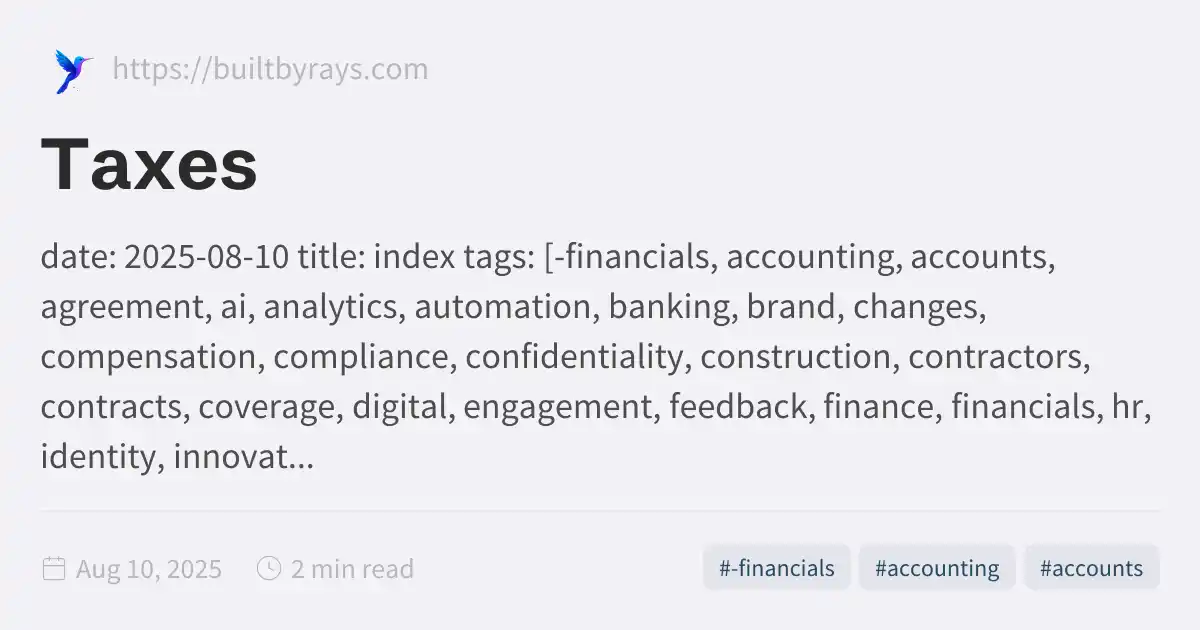 https://builtbyrays.com
Taxes
date: 2025-08-10 title: index tags: [-financials, accounting, accounts,
agreement, ai, analytics, automation, banking, brand, changes,
compensation, compliance, confidentiality, construction, contractors,
contracts, coverage, digital, engagement, feedback, finance, financials, hr,
identity, innovat...
Aug 10, 2025 2 min read #-financials #accounting #accounts